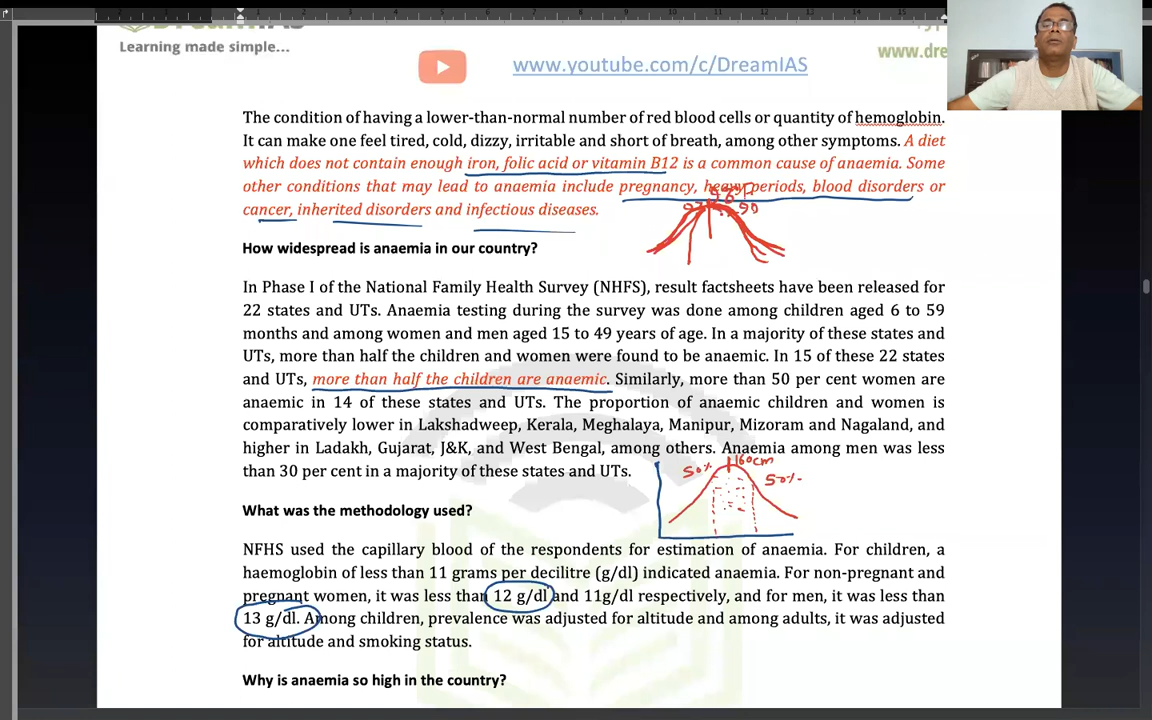 Learning made simple...
www.youtube.com/c/DreamIAS
www.dre
The condition of having a lower-than-normal number of red blood cells or quantity of hemoglobin.
It can make one feel tired, cold, dizzy, irritable and short of breath, among other symptoms. A diet
which does not contain enough iron, folic acid or vitamin B12 is a common cause of anaemia. Some
other conditions that may lead to anaemia include pregnancy, heavy periods, blood disorders or
cancer, inherited disorders and infectious diseases.
How widespread is anaemia in our country?
In Phase I of the National Family Health Survey (NHFS), result factsheets have been released for
22 states and UTs. Anaemia testing during the survey was done among children aged 6 to 59
months and among women and men aged 15 to 49 years of age. In a majority of these states and
UTs, more than half the children and women were found to be anaemic. In 15 of these 22 states
and UTs, more than half the children are anaemic. Similarly, more than 50 per cent women are
anaemic in 14 of these states and UTs. The proportion of anaemic children and women is
comparatively lower in Lakshadweep, Kerala, Meghalaya, Manipur, Mizoram and Nagaland, and
higher in Ladakh, Gujarat, J&K, and West Bengal, among others. Anaemia among men was less
than 30 per cent in a majority of these states and UTs.
160cm
50%
50%
What was the methodology used?
NFHS used the capillary blood of the respondents for estimation of anaemia. For children, a
haemoglobin of less than 11 grams per decilitre (g/dl) indicated anaemia. For non-pregnant and
pregnant women, it was less than 12 g/dl and 11g/dl respectively, and for men, it was less than
13 g/dl. Among children, prevalence was adjusted for altitude and among adults, it was adjusted
for altitude and smoking status.
Why is anaemia so high in the country?